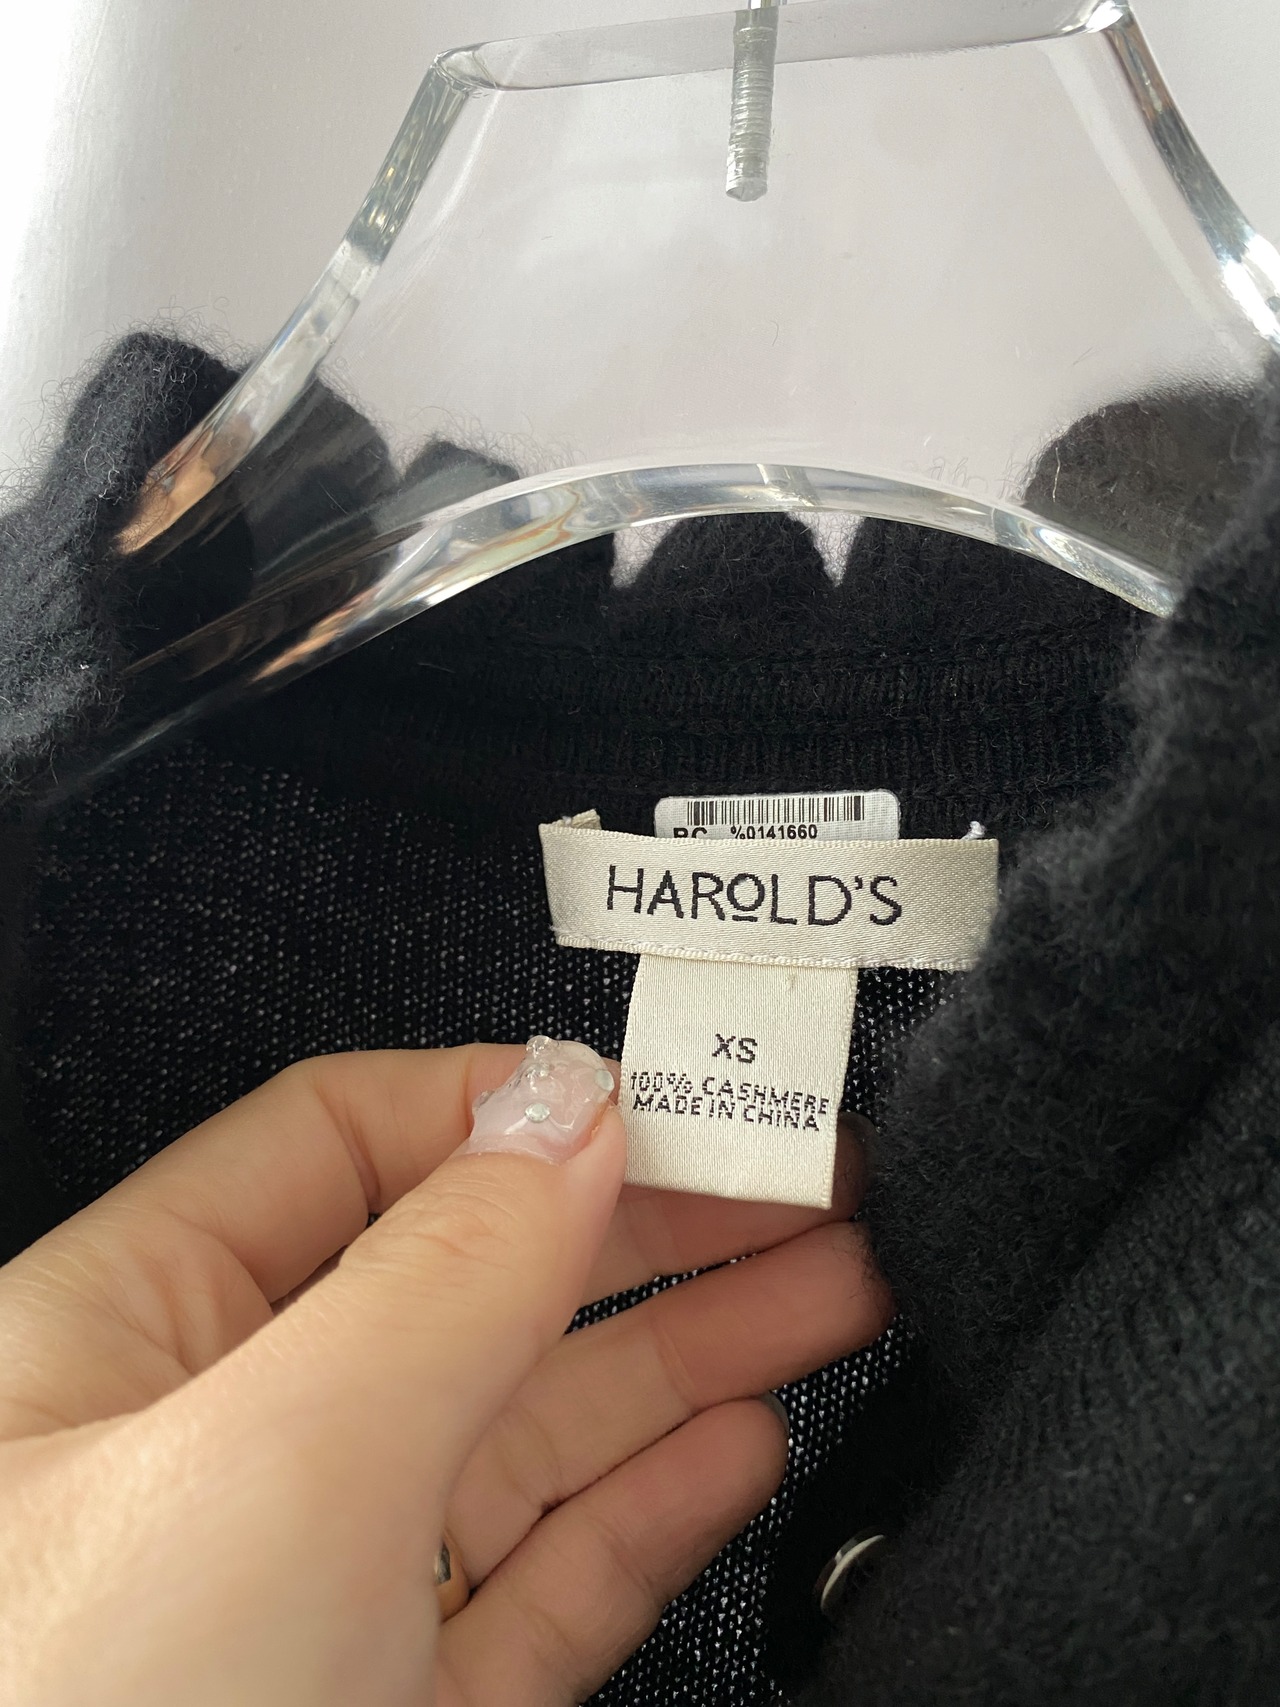 RC %0141660
HAROLD'S
XS
100% CASHMERE
MADE IN CHINA